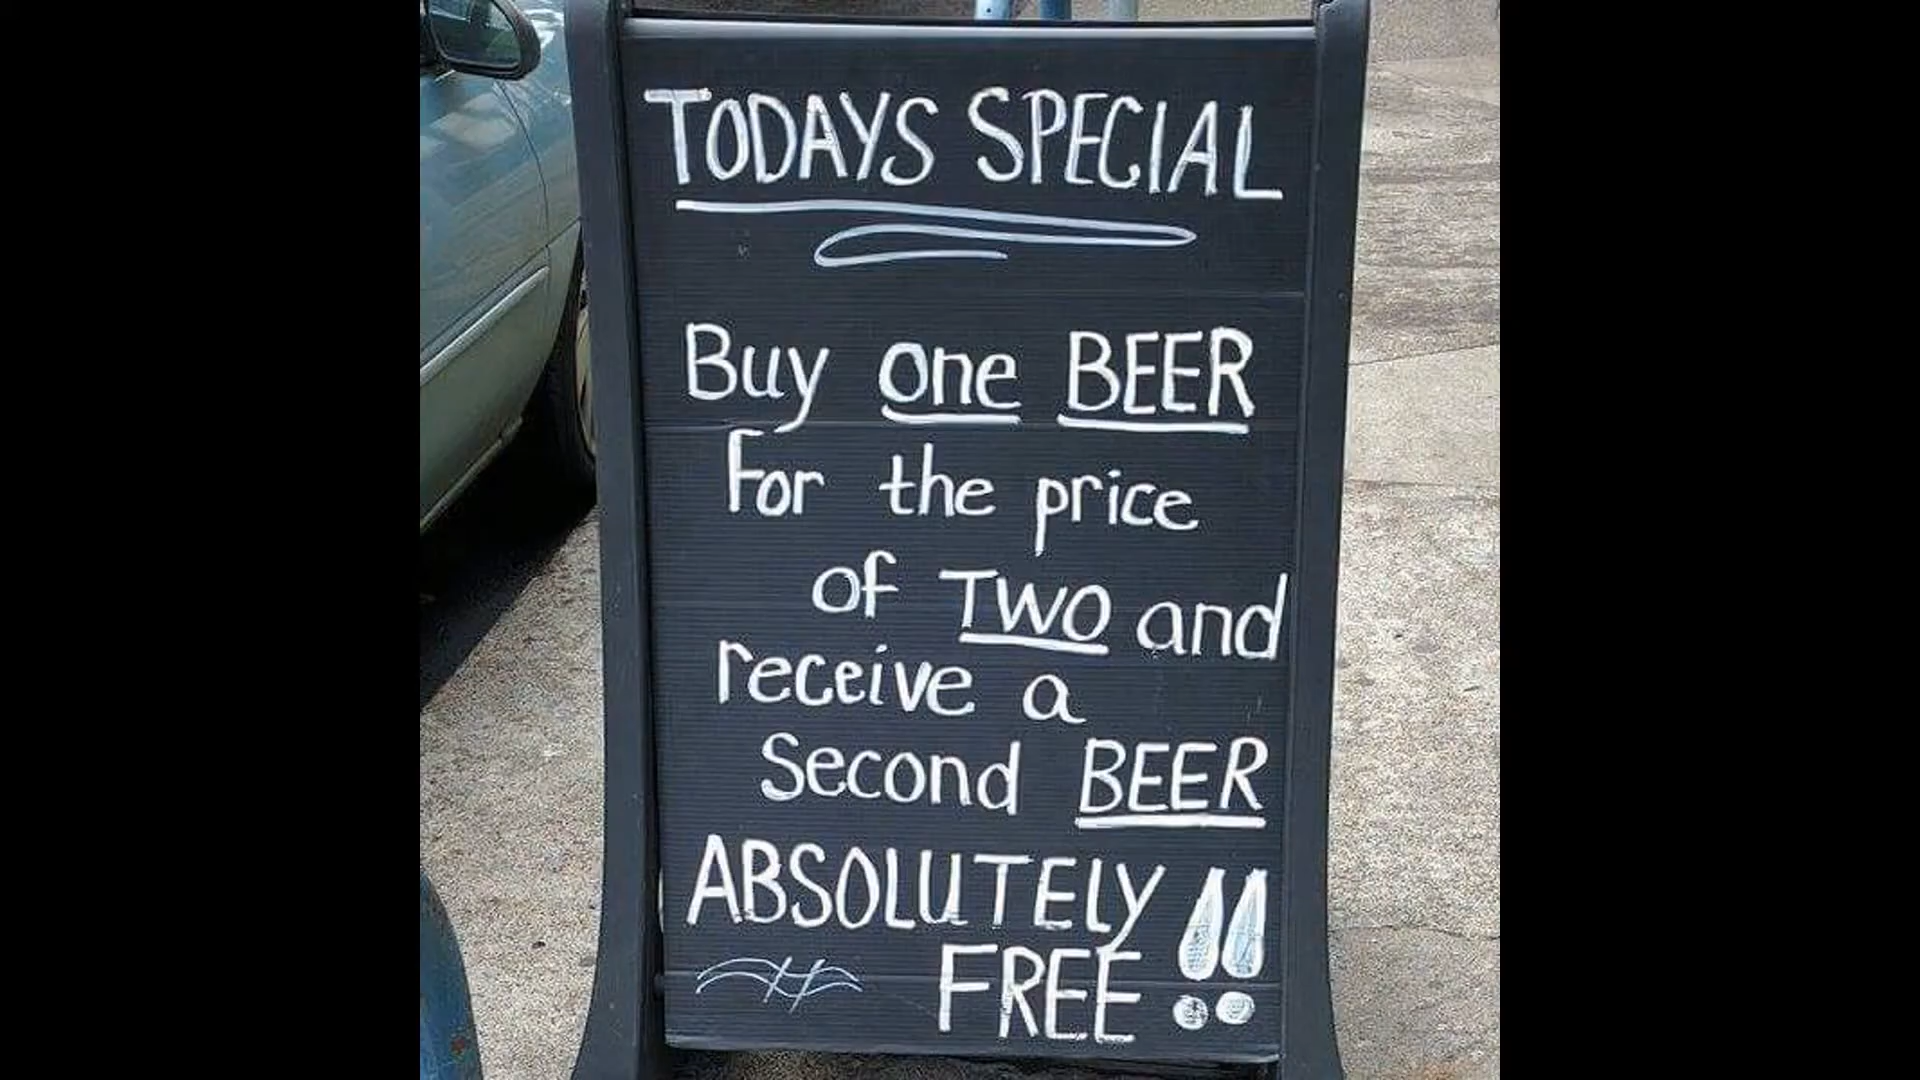 TODAYS SPECIAL
Buy one BEER
For the price
of TWO and
receive a
Second BEER
ABSOLUTELY
FREE!!